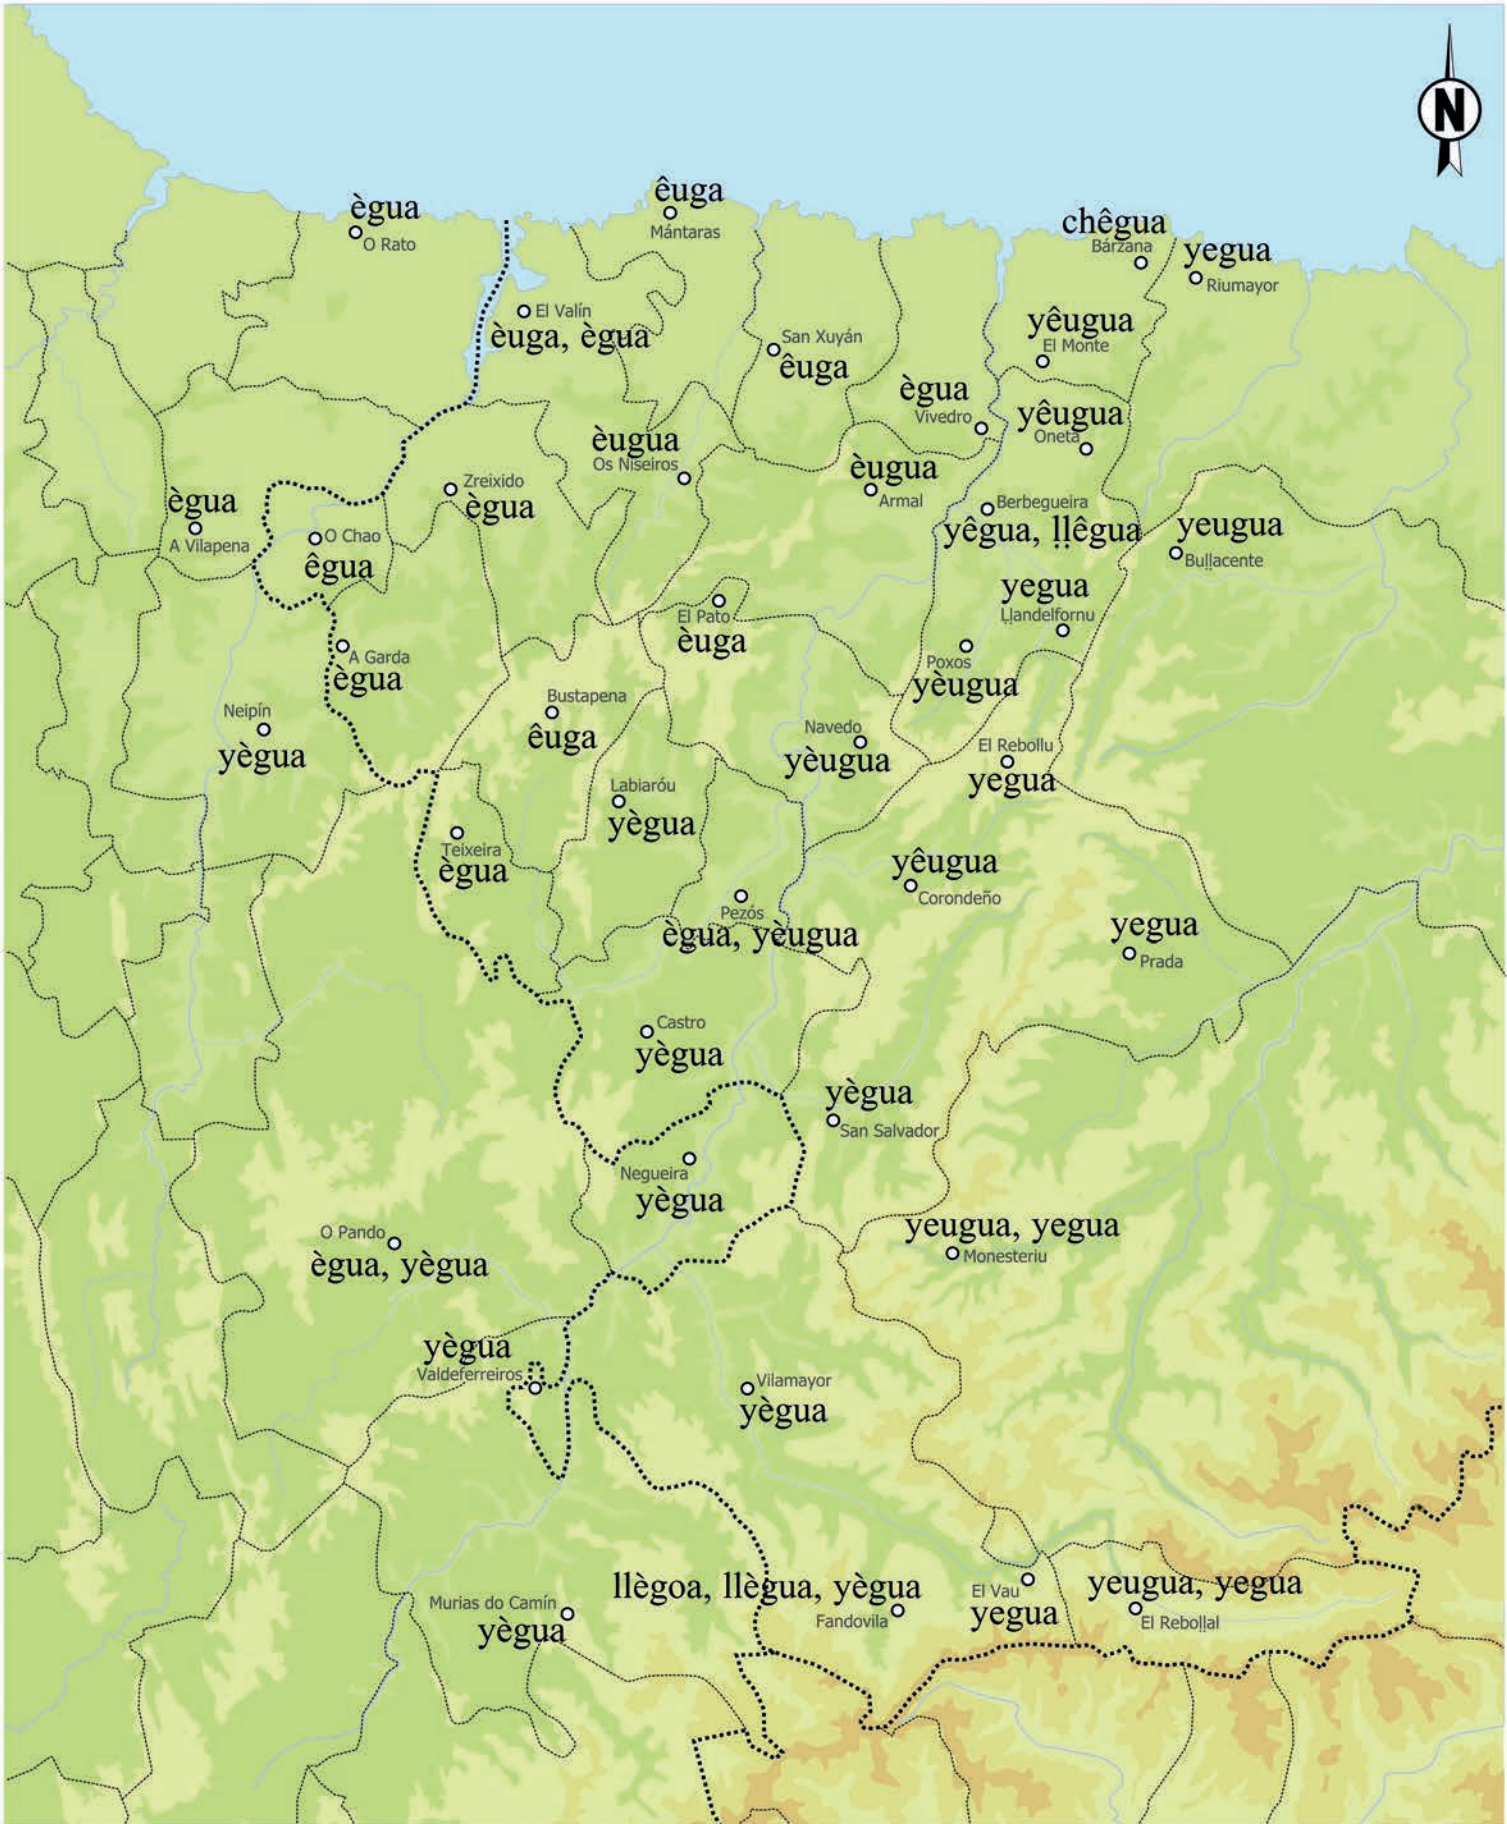 N
êuga
Mántaras
ègua
O Rato
chêgua
Bárzana
yegua
Riumayor
El Valín
èuga, ègua
yêugua
El Monte
San Xuyán
êuga
ègua
Vivedro
yêugua
Oneta
èugua
Os Niseiros
èugua
Armal
Zreixido
ègua
ègua
A Vilapena
Berbegueira
yêgua, ḷḷêgua
yeugua
Buḷḷacente
O Chao
êgua
yegua
Ḷḷandelfornu
El Pato
èuga
A Garda
ègua
Poxos
yèugua
Bustapena
êuga
Neipín
yègua
Navedo
yèugua
El Rebollu
yegua
Labiaróu
yègua
Teixeira
ègua
yêugua
Corondeño
Pezós
ègua, yèugua
yegua
Prada
Castro
yègua
yègua
San Salvador
Negueira
yègua
O Pando
ègua, yègua
yeugua, yegua
Monesteriu
yègua
Valdeferreiros
Vilamayor
yègua
llègoa, llègua, yègua
Fandovila
El Vau
yegua
yeugua, yegua
El Reboḷḷal
Murias do Camín
yègua